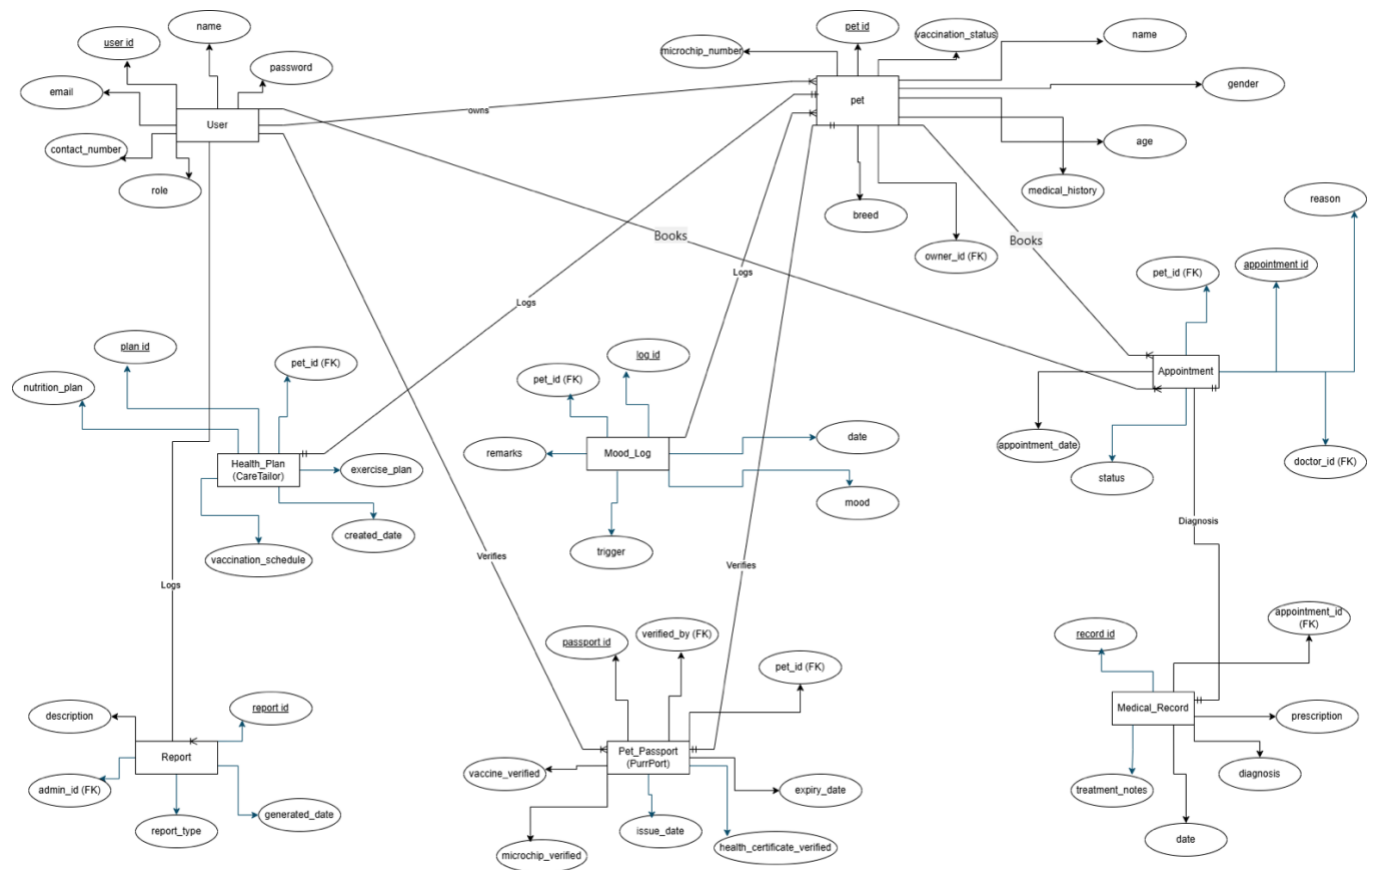 name
pet id
vaccination_status
name
user id
microchip_number
password
gender
email
pet
owns
User
age
contact_number
role
medical_history
reason
breed
Books
Books
owner_id (FK)
appointment id
pet_id (FK)
Logs
Logs
plan id
pet_id (FK)
log id
Appointment
nutrition_plan
pet_id (FK)
date
appointment_date
remarks
Mood_Log
Health_Plan
(CareTailor)
exercise_plan
doctor_id (FK)
status
mood
Diagnosis
created_date
trigger
vaccination_schedule
Verifies
Verifies
Logs
appointment_id
(FK)
passport id
verified_by (FK)
record id
pet_id (FK)
description
report id
Medical_Record
prescription
Report
Pet_Passport
(PurrPort)
vaccine_verified
diagnosis
admin_id (FK)
expiry_date
treatment_notes
generated_date
report_type
issue_date
date
health_certificate_verified
microchip_verified